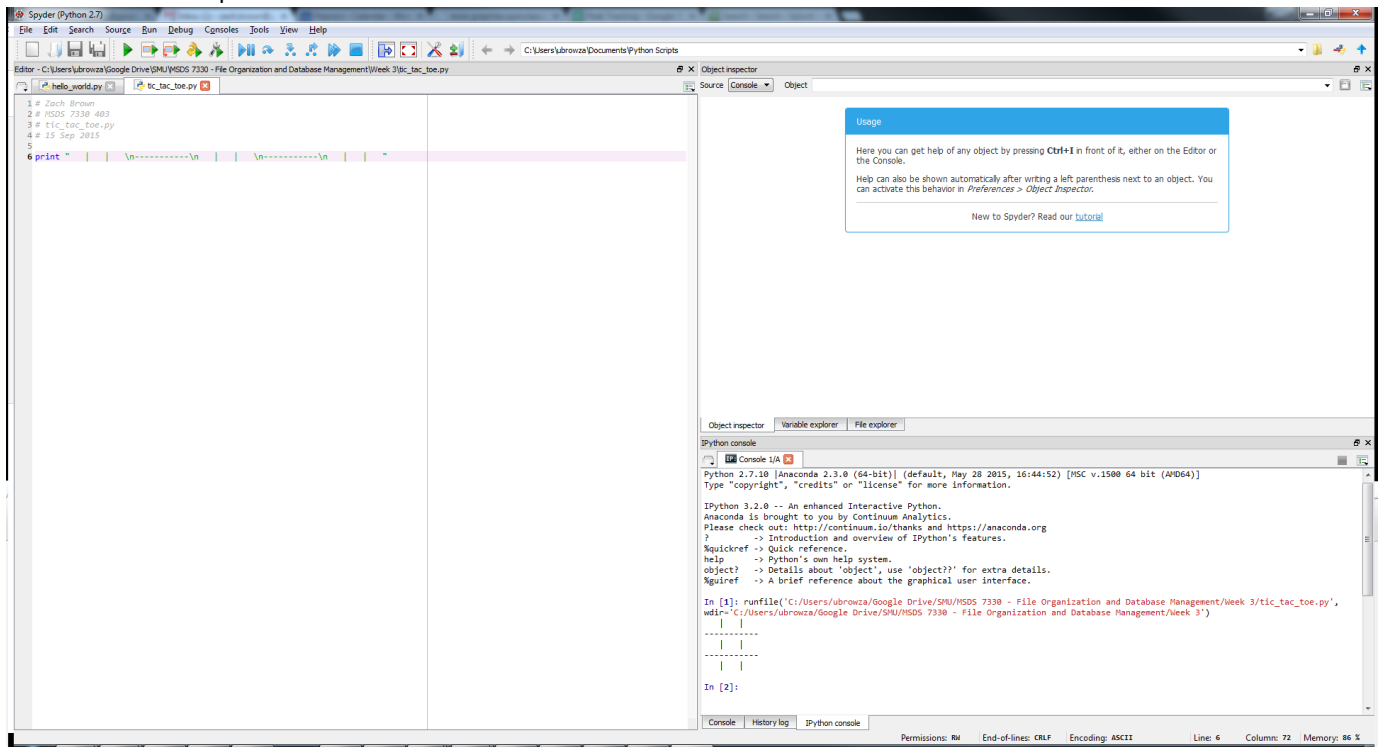 Spyder (Python 2.7)
File Edit Search Source Run Debug Consoles Tools View Help
C:\Users\ubrowza\Documents\Python Scripts
Editor - C:\Users\ubrowza\Google Drive\SMU\MSDS 7330 - File Organization and Database Management\Week 3\tic_tac_toe.py
hello_world.py tic_tac_toe.py
1 # Zach Brown
2 # MSDS 7330 403
3 # tic_tac_toe.py
4 # 15 Sep 2015
5
6 print "   |   |   \n-----------\n   |   |   \n-----------\n   |   |   "
Object inspector
Source Console Object
Usage
Here you can get help of any object by pressing Ctrl+I in front of it, either on the Editor or
the Console.
Help can also be shown automatically after writing a left parenthesis next to an object. You
can activate this behavior in Preferences > Object Inspector.
New to Spyder? Read our tutorial
Object inspector Variable explorer File explorer
IPython console
Console 1/A
Python 2.7.10 |Anaconda 2.3.0 (64-bit)| (default, May 28 2015, 16:44:52) [MSC v.1500 64 bit (AMD64)]
Type "copyright", "credits" or "license" for more information.
IPython 3.2.0 -- An enhanced Interactive Python.
Anaconda is brought to you by Continuum Analytics.
Please check out: http://continuum.io/thanks and https://anaconda.org
?         -> Introduction and overview of IPython's features.
%quickref -> Quick reference.
help      -> Python's own help system.
object?   -> Details about 'object', use 'object??' for extra details.
%guiref   -> A brief reference about the graphical user interface.
In [1]: runfile('C:/Users/ubrowza/Google Drive/SMU/MSDS 7330 - File Organization and Database Management/Week 3/tic_tac_toe.py',
wdir='C:/Users/ubrowza/Google Drive/SMU/MSDS 7330 - File Organization and Database Management/Week 3')
   |   |
-----------
   |   |
-----------
   |   |
In [2]:
Console History log IPython console
Permissions: RW End-of-lines: CRLF Encoding: ASCII Line: 6 Column: 72 Memory: 86 %